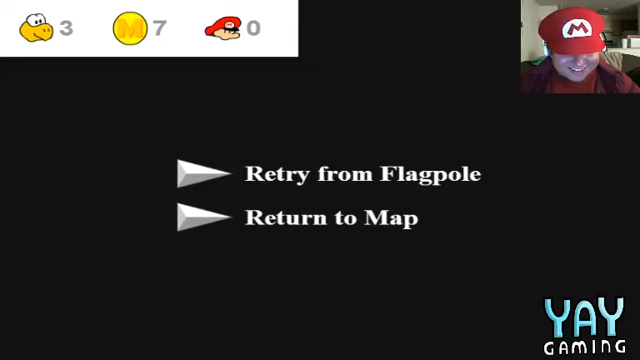 3 M 7 0
M
Retry from Flagpole
Return to Map
YAY
GAMING